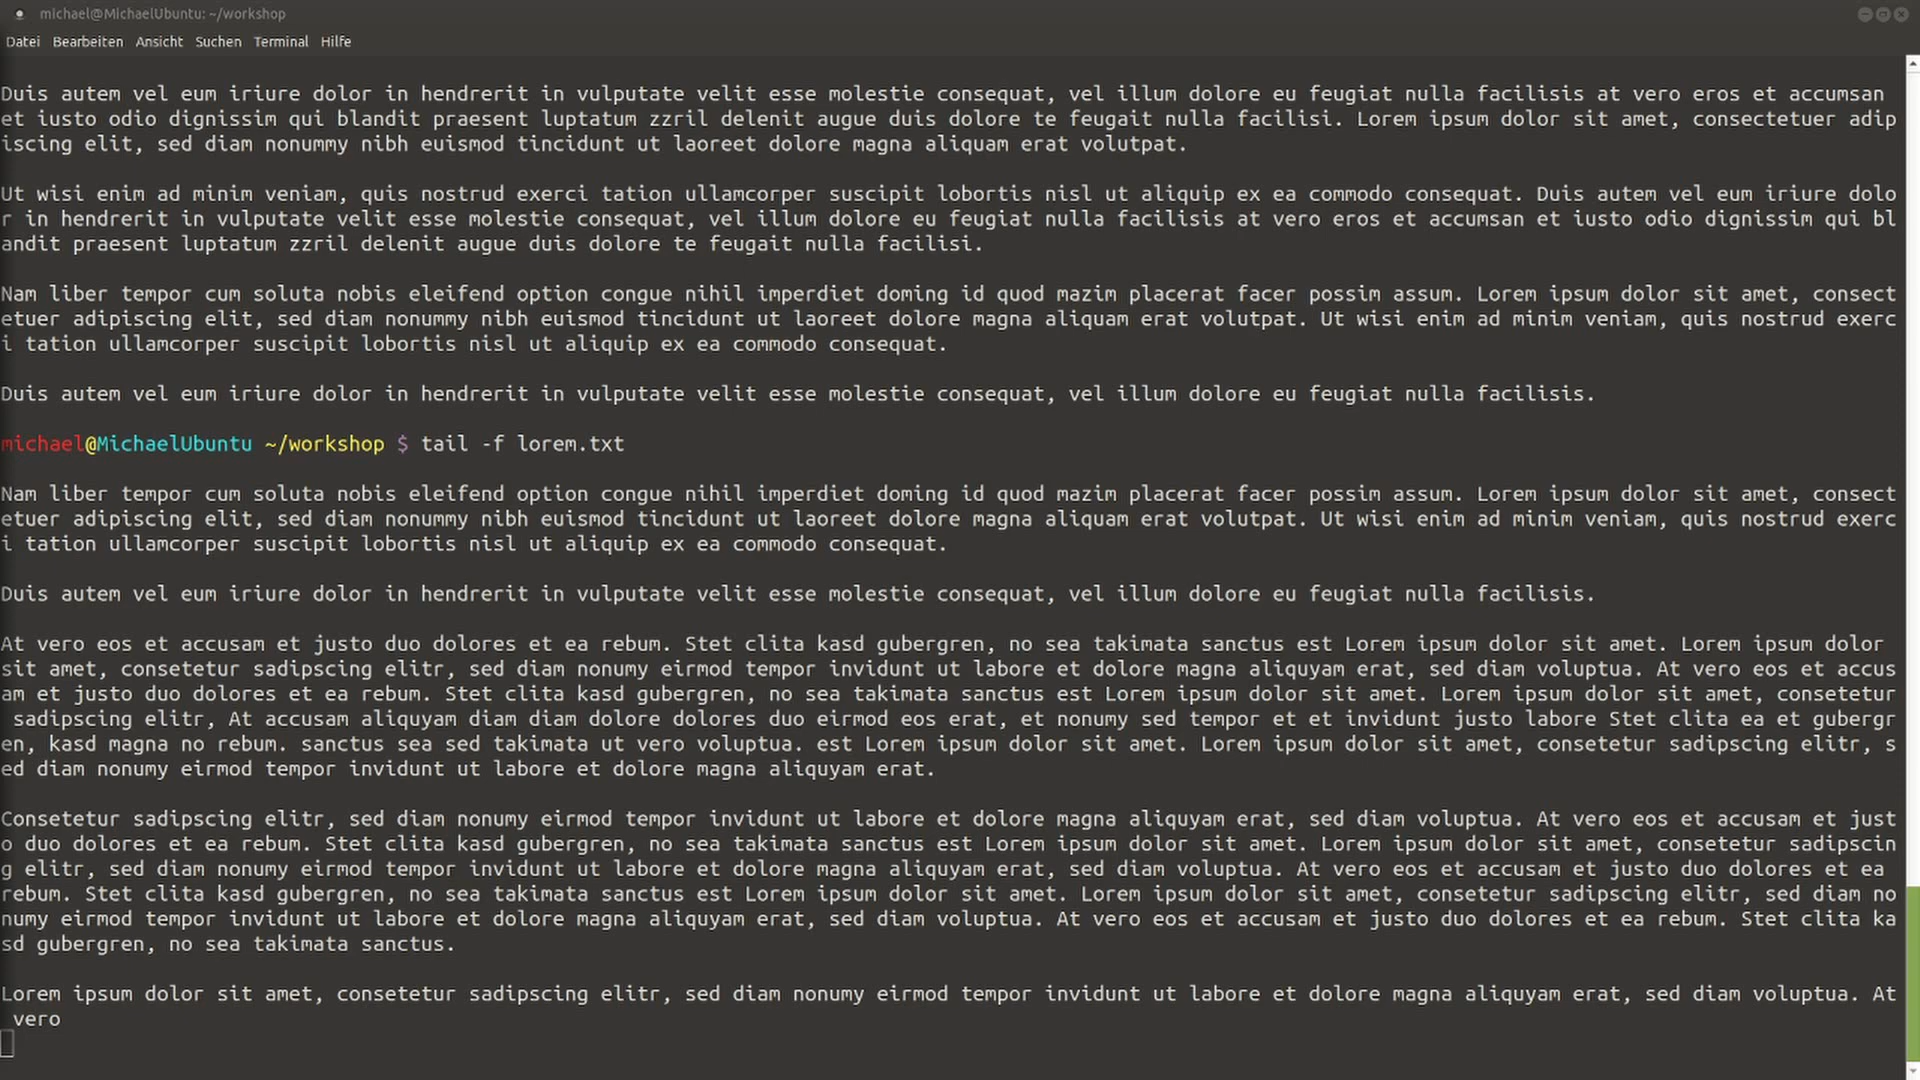 michael@MichaelUbuntu: ~/workshop
Datei Bearbeiten Ansicht Suchen Terminal Hilfe
Duis autem vel eum iriure dolor in hendrerit in vulputate velit esse molestie consequat, vel illum dolore eu feugiat nulla facilisis at vero eros et accumsan
et iusto odio dignissim qui blandit praesent luptatum zzril delenit augue duis dolore te feugait nulla facilisi. Lorem ipsum dolor sit amet, consectetuer adip
iscing elit, sed diam nonummy nibh euismod tincidunt ut laoreet dolore magna aliquam erat volutpat.
Ut wisi enim ad minim veniam, quis nostrud exerci tation ullamcorper suscipit lobortis nisl ut aliquip ex ea commodo consequat. Duis autem vel eum iriure dolo
r in hendrerit in vulputate velit esse molestie consequat, vel illum dolore eu feugiat nulla facilisis at vero eros et accumsan et iusto odio dignissim qui bl
andit praesent luptatum zzril delenit augue duis dolore te feugait nulla facilisi.
Nam liber tempor cum soluta nobis eleifend option congue nihil imperdiet doming id quod mazim placerat facer possim assum. Lorem ipsum dolor sit amet, consect
etuer adipiscing elit, sed diam nonummy nibh euismod tincidunt ut laoreet dolore magna aliquam erat volutpat. Ut wisi enim ad minim veniam, quis nostrud exerc
i tation ullamcorper suscipit lobortis nisl ut aliquip ex ea commodo consequat.
Duis autem vel eum iriure dolor in hendrerit in vulputate velit esse molestie consequat, vel illum dolore eu feugiat nulla facilisis.
michael@MichaelUbuntu ~/workshop $ tail -f lorem.txt
Nam liber tempor cum soluta nobis eleifend option congue nihil imperdiet doming id quod mazim placerat facer possim assum. Lorem ipsum dolor sit amet, consect
etuer adipiscing elit, sed diam nonummy nibh euismod tincidunt ut laoreet dolore magna aliquam erat volutpat. Ut wisi enim ad minim veniam, quis nostrud exerc
i tation ullamcorper suscipit lobortis nisl ut aliquip ex ea commodo consequat.
Duis autem vel eum iriure dolor in hendrerit in vulputate velit esse molestie consequat, vel illum dolore eu feugiat nulla facilisis.
At vero eos et accusam et justo duo dolores et ea rebum. Stet clita kasd gubergren, no sea takimata sanctus est Lorem ipsum dolor sit amet. Lorem ipsum dolor
sit amet, consetetur sadipscing elitr, sed diam nonumy eirmod tempor invidunt ut labore et dolore magna aliquyam erat, sed diam voluptua. At vero eos et accus
am et justo duo dolores et ea rebum. Stet clita kasd gubergren, no sea takimata sanctus est Lorem ipsum dolor sit amet. Lorem ipsum dolor sit amet, consetetur
sadipscing elitr, At accusam aliquyam diam diam dolore dolores duo eirmod eos erat, et nonumy sed tempor et et invidunt justo labore Stet clita ea et gubergr
en, kasd magna no rebum. sanctus sea sed takimata ut vero voluptua. est Lorem ipsum dolor sit amet. Lorem ipsum dolor sit amet, consetetur sadipscing elitr, s
ed diam nonumy eirmod tempor invidunt ut labore et dolore magna aliquyam erat.
Consetetur sadipscing elitr, sed diam nonumy eirmod tempor invidunt ut labore et dolore magna aliquyam erat, sed diam voluptua. At vero eos et accusam et just
o duo dolores et ea rebum. Stet clita kasd gubergren, no sea takimata sanctus est Lorem ipsum dolor sit amet. Lorem ipsum dolor sit amet, consetetur sadipscin
g elitr, sed diam nonumy eirmod tempor invidunt ut labore et dolore magna aliquyam erat, sed diam voluptua. At vero eos et accusam et justo duo dolores et ea
rebum. Stet clita kasd gubergren, no sea takimata sanctus est Lorem ipsum dolor sit amet. Lorem ipsum dolor sit amet, consetetur sadipscing elitr, sed diam no
numy eirmod tempor invidunt ut labore et dolore magna aliquyam erat, sed diam voluptua. At vero eos et accusam et justo duo dolores et ea rebum. Stet clita ka
sd gubergren, no sea takimata sanctus.
Lorem ipsum dolor sit amet, consetetur sadipscing elitr, sed diam nonumy eirmod tempor invidunt ut labore et dolore magna aliquyam erat, sed diam voluptua. At
vero